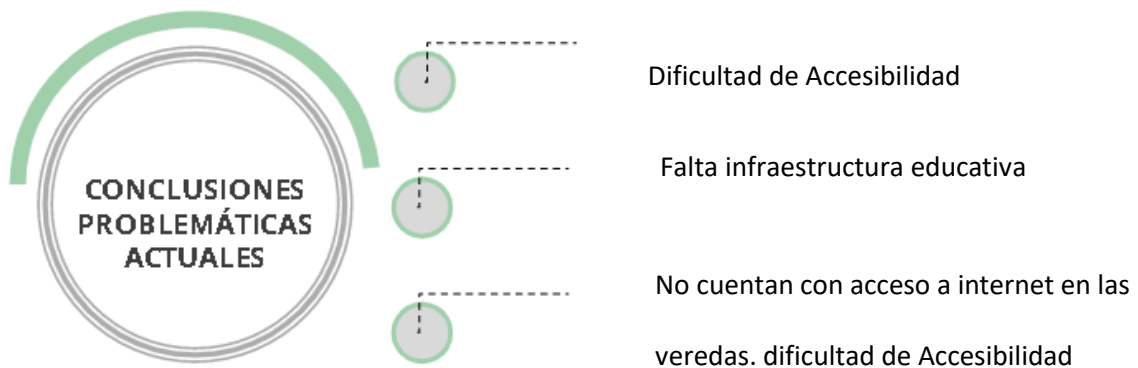 CONCLUSIONES
PROBLEMÁTICAS
ACTUALES
Dificultad de Accesibilidad
Falta infraestructura educativa
No cuentan con acceso a internet en las
veredas. dificultad de Accesibilidad